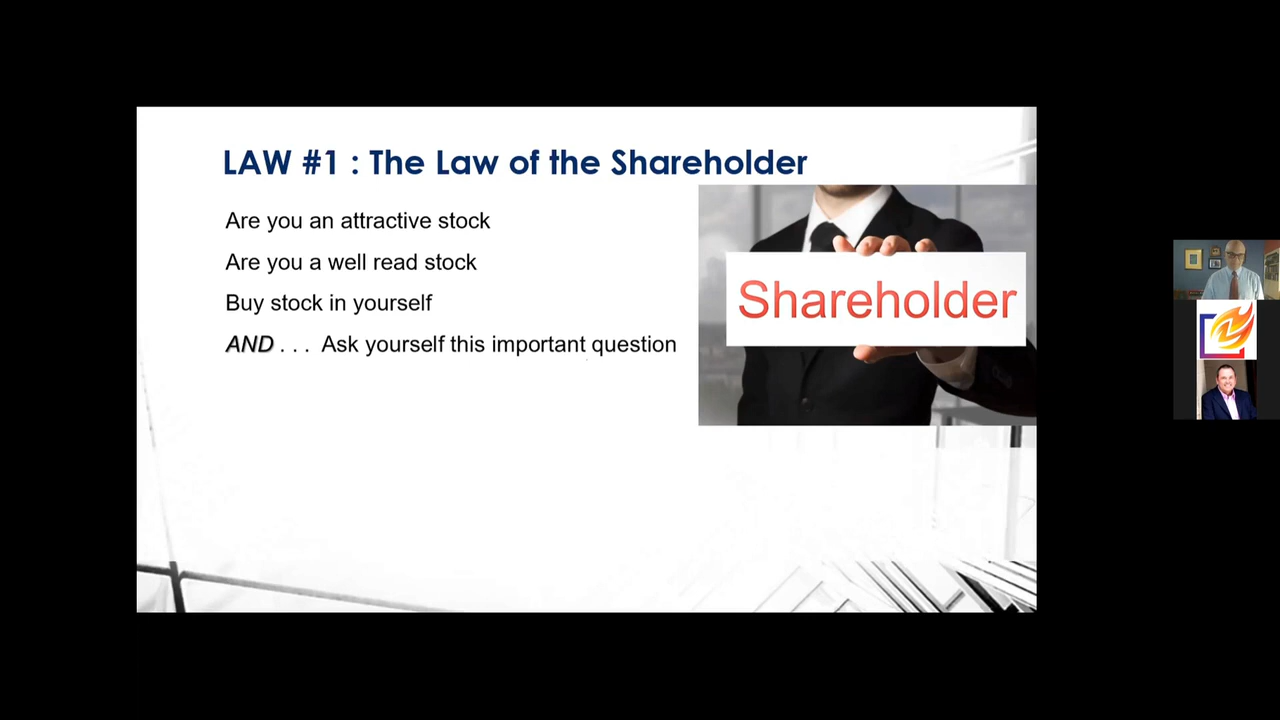 LAW #1 : The Law of the Shareholder
Are you an attractive stock
Are you a well read stock
Buy stock in yourself
AND . . . Ask yourself this important question
Shareholder